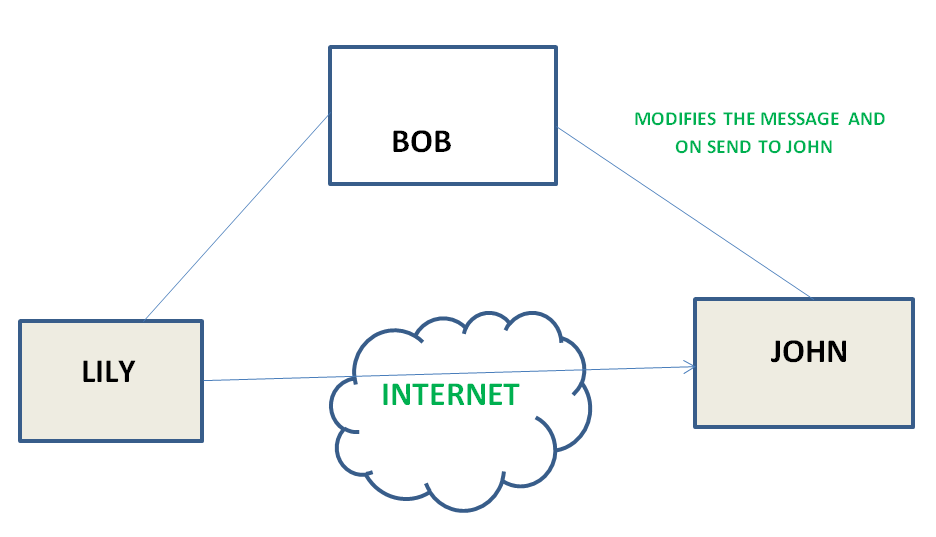 BOB
MODIFIES THE MESSAGE AND
ON SEND TO JOHN
LILY
INTERNET
JOHN